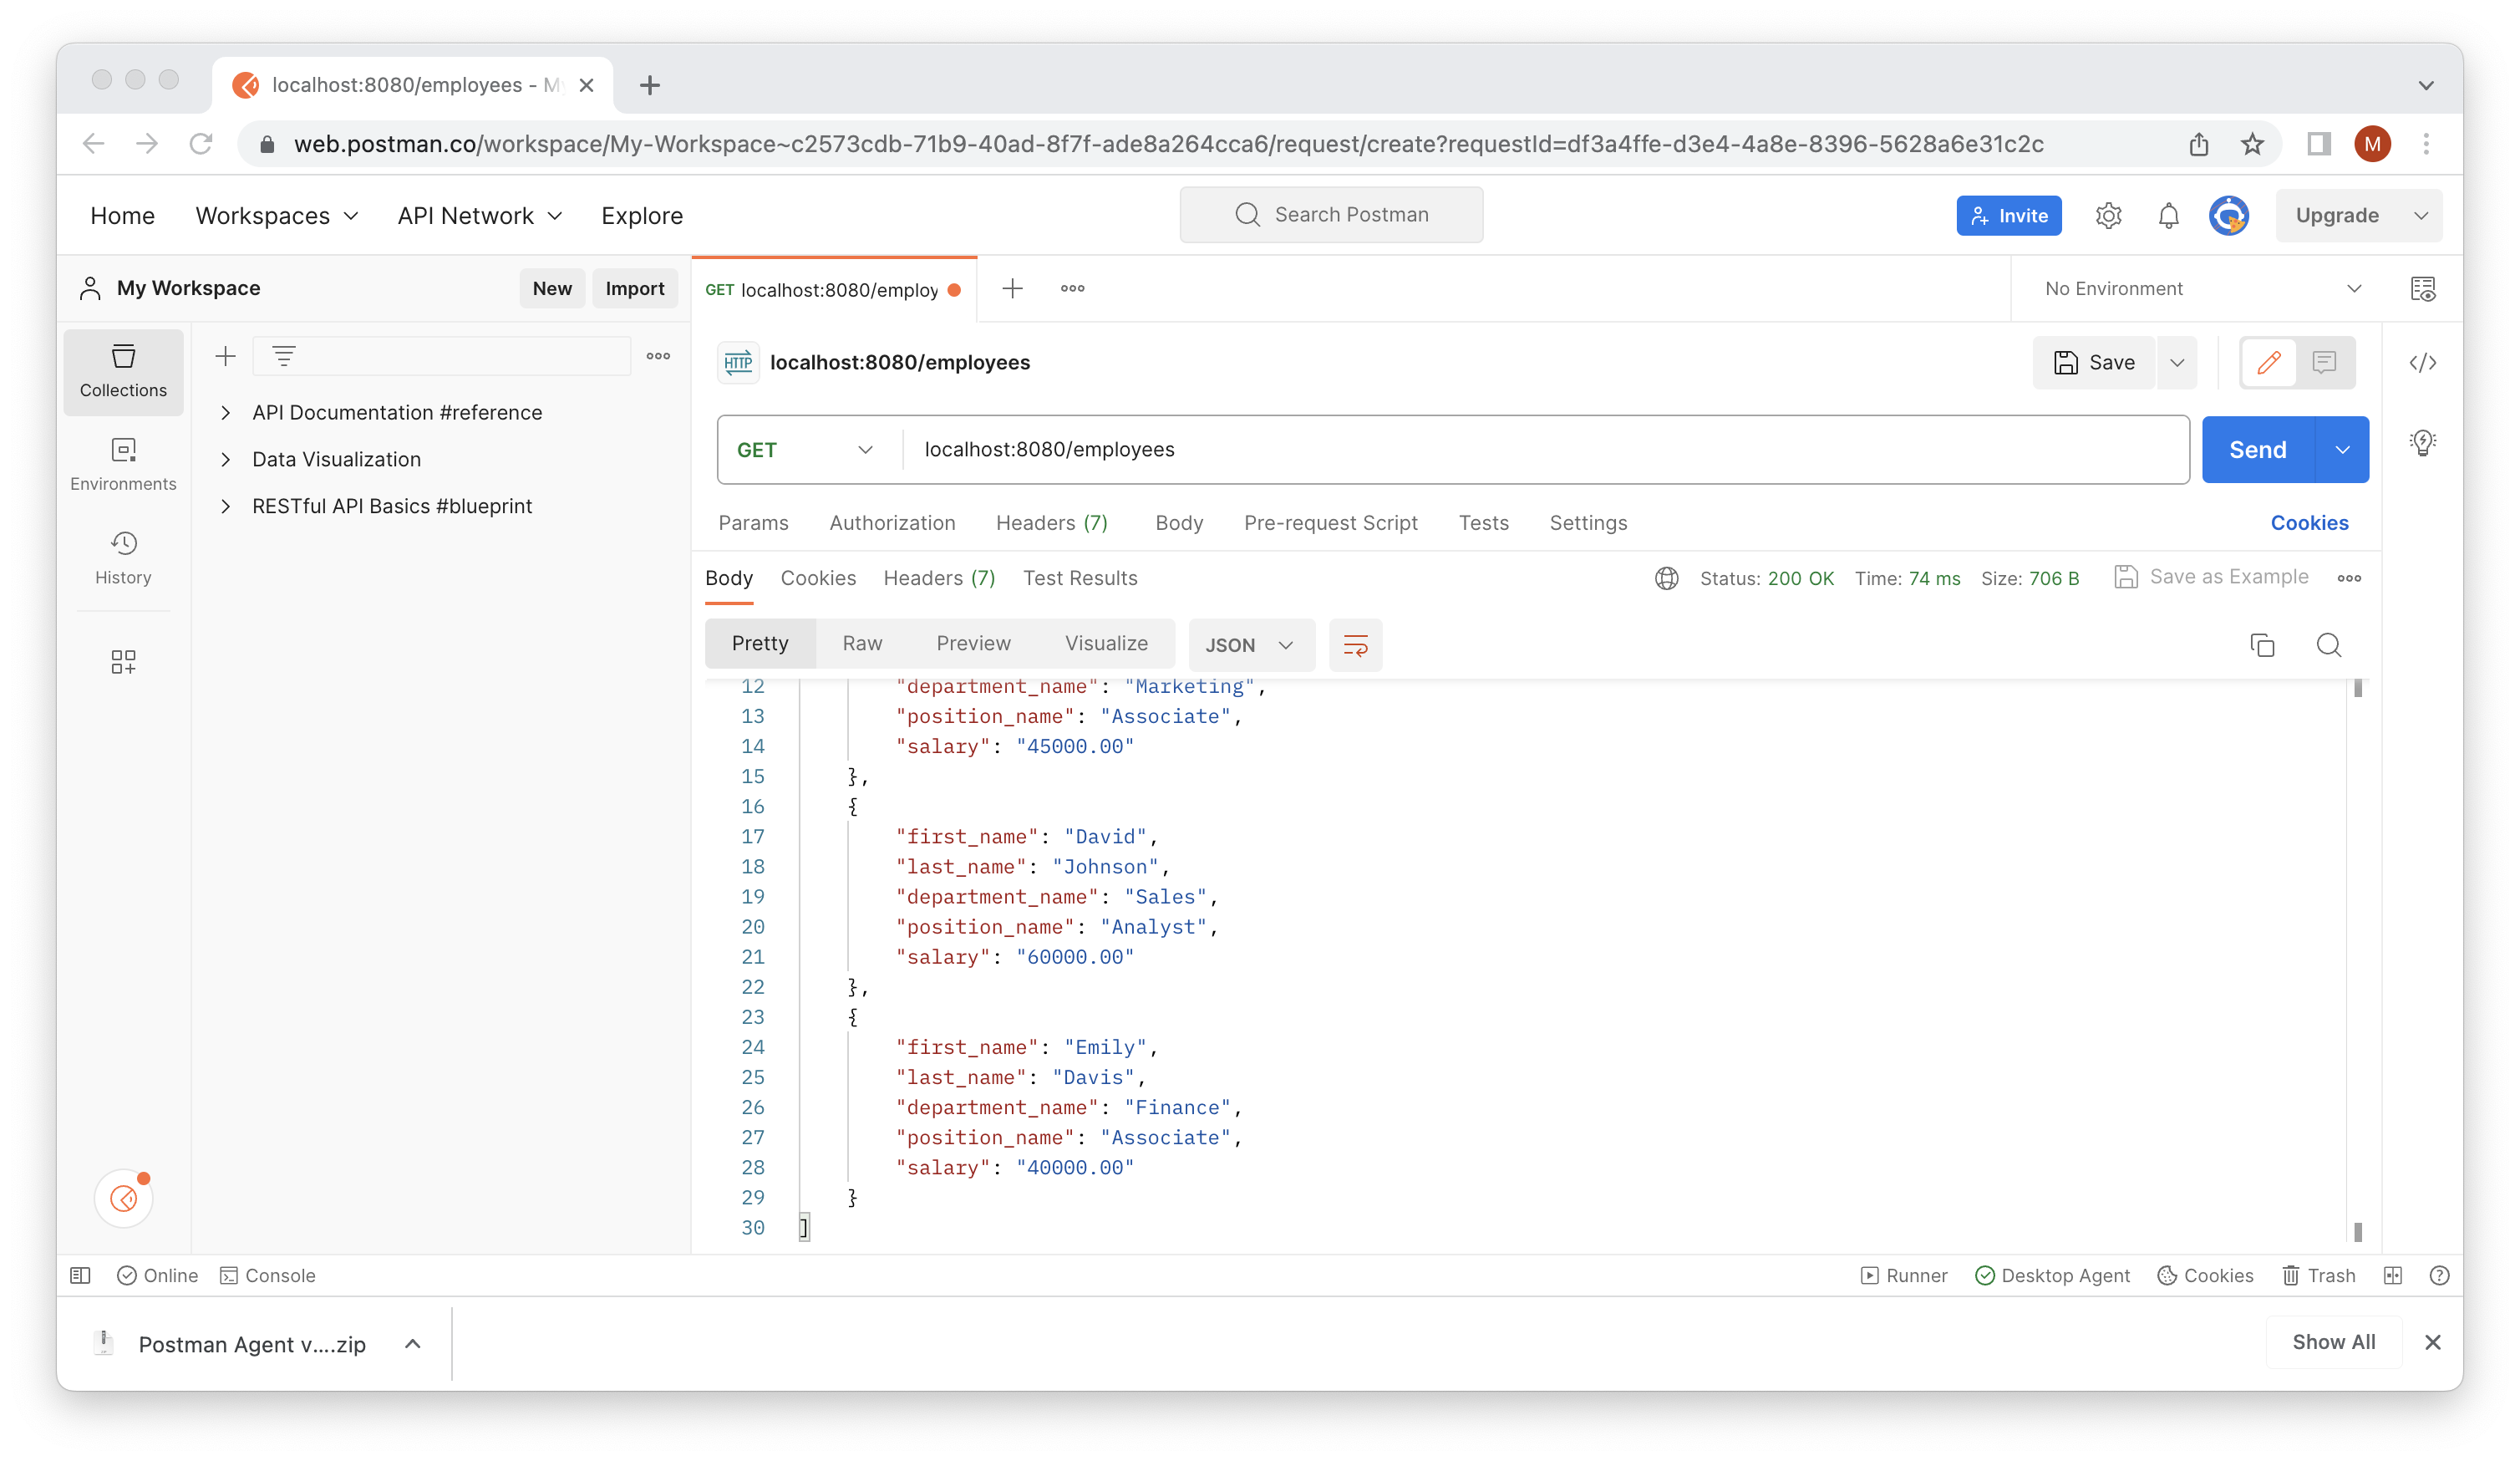 localhost:8080/employees - M
web.postman.co/workspace/My-Workspace~c2573cdb-71b9-40ad-8f7f-ade8a264cca6/request/create?requestId=df3a4ffe-d3e4-4a8e-8396-5628a6e31c2c
M
Home Workspaces API Network Explore
Search Postman
Invite
Upgrade
My Workspace
New Import
GET localhost:8080/employ
No Environment
Collections
Environments
History
API Documentation #reference
Data Visualization
RESTful API Basics #blueprint
HTTP localhost:8080/employees
Save
GET localhost:8080/employees
Send
Params Authorization Headers (7) Body Pre-request Script Tests Settings Cookies
Body Cookies Headers (7) Test Results
Status: 200 OK Time: 74 ms Size: 706 B Save as Example
Pretty Raw Preview Visualize JSON
12 "department_name": "Marketing",
13 "position_name": "Associate",
14 "salary": "45000.00"
15 },
16 {
17 "first_name": "David",
18 "last_name": "Johnson",
19 "department_name": "Sales",
20 "position_name": "Analyst",
21 "salary": "60000.00"
22 },
23 {
24 "first_name": "Emily",
25 "last_name": "Davis",
26 "department_name": "Finance",
27 "position_name": "Associate",
28 "salary": "40000.00"
29 }
30 ]
Online Console
Runner Desktop Agent Cookies Trash
Postman Agent v....zip
Show All